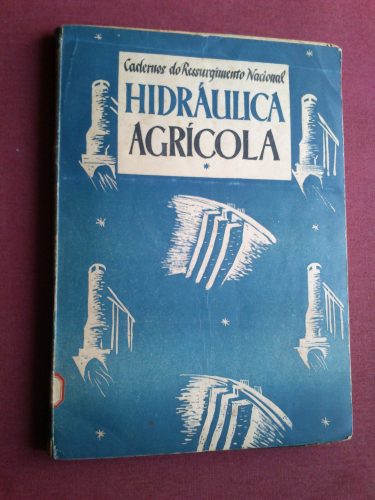 Cadernos do Ressurgimento Nacional
HIDRÁULICA
AGRÍCOLA